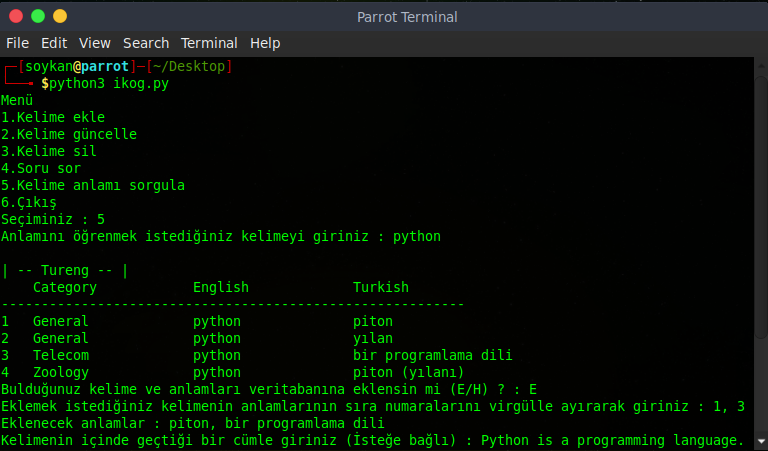 Parrot Terminal
File Edit View Search Terminal Help
┌─[soykan@parrot]─[~/Desktop]
└──╼ $python3 ikog.py
Menü
1.Kelime ekle
2.Kelime güncelle
3.Kelime sil
4.Soru sor
5.Kelime anlamı sorgula
6.Çıkış
Seçiminiz : 5
Anlamını öğrenmek istediğiniz kelimeyi giriniz : python
| -- Tureng -- |
Category English Turkish
----------------------------------------------------------
1 General python piton
2 General python yılan
3 Telecom python bir programlama dili
4 Zoology python piton (yılanı)
Bulduğunuz kelime ve anlamları veritabanına eklensin mi (E/H) ? : E
Eklemek istediğiniz kelimenin anlamlarının sıra numaralarını virgülle ayırarak giriniz : 1, 3
Eklenecek anlamlar : piton, bir programlama dili
Kelimenin içinde geçtiği bir cümle giriniz (İsteğe bağlı) : Python is a programming language.